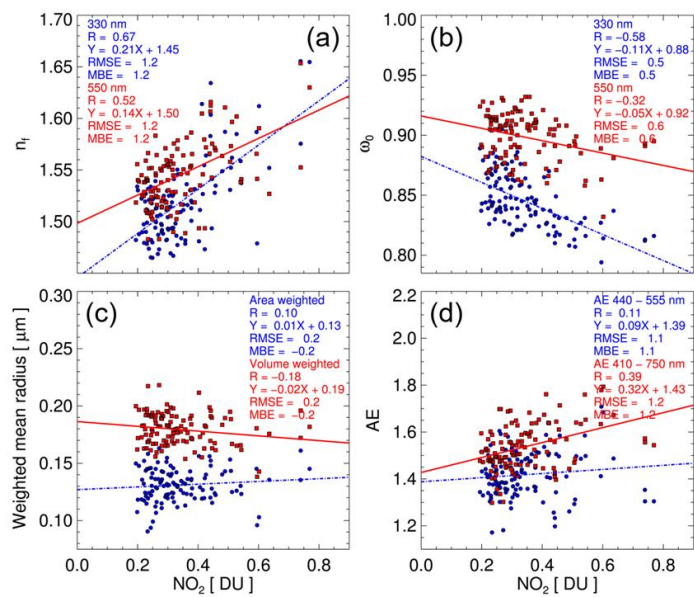 1.70
1.65
1.60
1.55
1.50
n_f
330 nm
R = 0.67
Y = 0.21X + 1.45
RMSE = 1.2
MBE = 1.2
550 nm
R = 0.52
Y = 0.14X + 1.50
RMSE = 1.2
MBE = 1.2
(a)
1.00
0.95
0.90
0.85
0.80
ω₀
(b)
330 nm
R = −0.58
Y = −0.11X + 0.88
RMSE = 0.5
MBE = 0.5
550 nm
R = −0.32
Y = −0.05X + 0.92
RMSE = 0.6
MBE = 0.6
0.30
0.25
0.20
0.15
0.10
Weighted mean radius [ µm ]
(c)
Area weighted
R = 0.10
Y = 0.01X + 0.13
RMSE = 0.2
MBE = −0.2
Volume weighted
R = −0.18
Y = −0.02X + 0.19
RMSE = 0.2
MBE = −0.2
0.0 0.2 0.4 0.6 0.8
NO₂ [ DU ]
2.2
2.0
1.8
1.6
1.4
1.2
AE
(d)
AE 440 − 555 nm
R = 0.11
Y = 0.09X + 1.39
RMSE = 1.1
MBE = 1.1
AE 410 − 750 nm
R = 0.39
Y = 0.32X + 1.43
RMSE = 1.2
MBE = 1.2
0.0 0.2 0.4 0.6 0.8 1.0
NO₂ [ DU ]